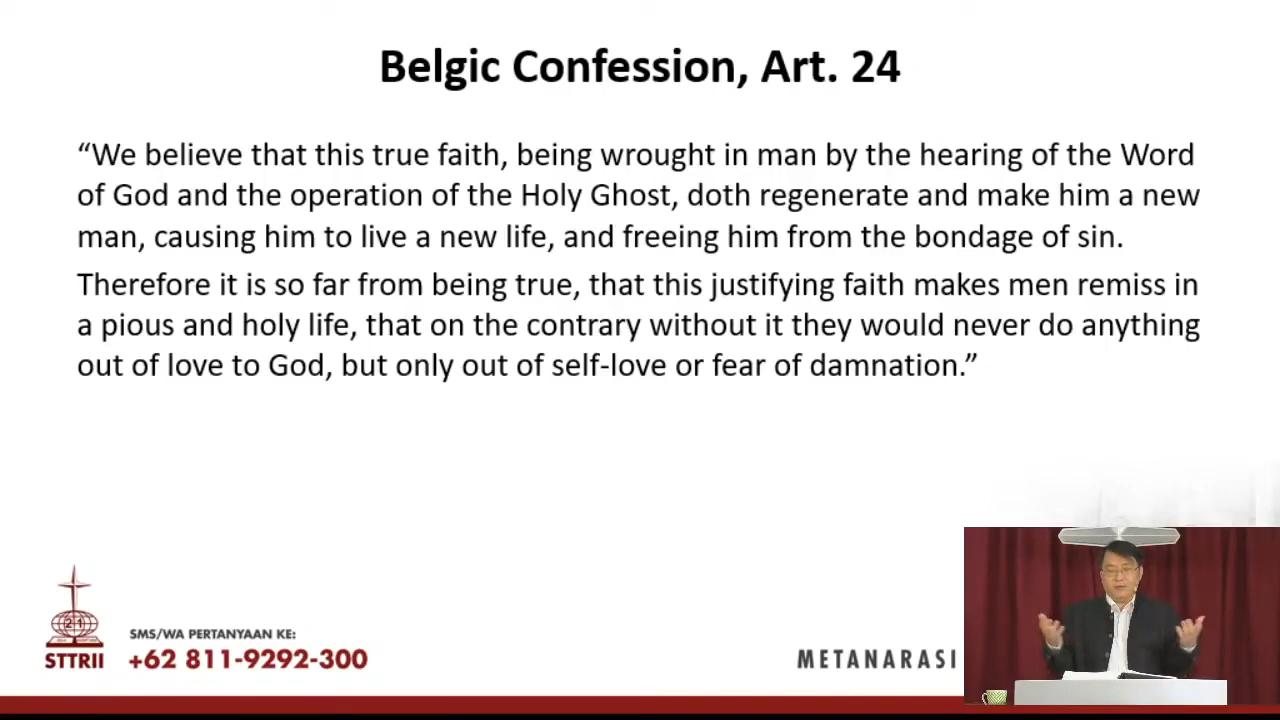 Belgic Confession, Art. 24
“We believe that this true faith, being wrought in man by the hearing of the Word
of God and the operation of the Holy Ghost, doth regenerate and make him a new
man, causing him to live a new life, and freeing him from the bondage of sin.
Therefore it is so far from being true, that this justifying faith makes men remiss in
a pious and holy life, that on the contrary without it they would never do anything
out of love to God, but only out of self-love or fear of damnation.”
21
STTRII
SMS/WA PERTANYAAN KE:
+62 811-9292-300
METANARASI